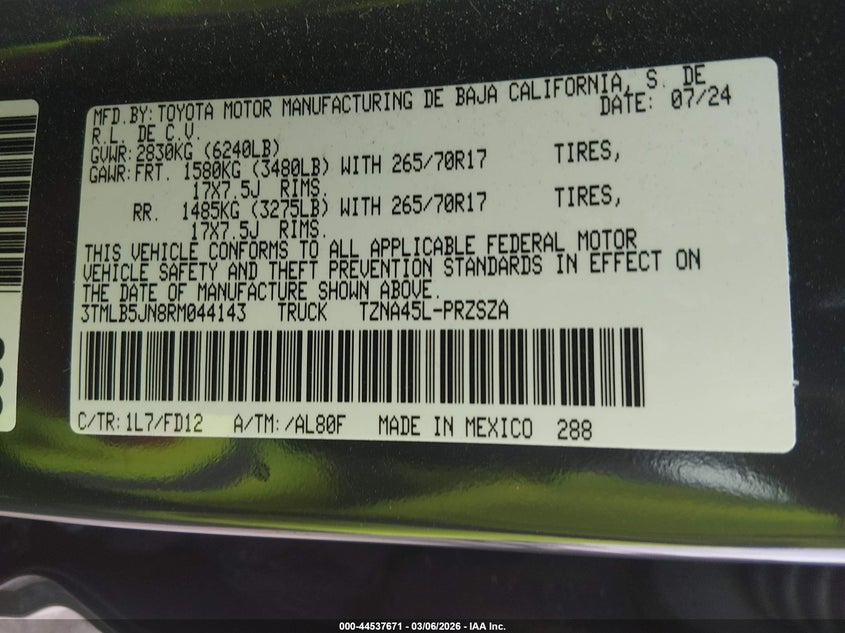 MFD.BY: TOYOTA MOTOR MANUFACTURING DE BAJA CALIFORNIA, S. DE
R.L. DE C.V. DATE: 07/24
GVWR: 2830KG (6240LB)
GAWR: FRT. 1580KG (3480LB) WITH 265/70R17 TIRES,
17X7.5J RIMS.
RR. 1485KG (3275LB) WITH 265/70R17 TIRES,
17X7.5J RIMS.
THIS VEHICLE CONFORMS TO ALL APPLICABLE FEDERAL MOTOR
VEHICLE SAFETY AND THEFT PREVENTION STANDARDS IN EFFECT ON
THE DATE OF MANUFACTURE SHOWN ABOVE.
3TMLB5JN8RM044143 TRUCK TZNA45L-PRZSZA
C/TR: 1L7/FD12 A/TM: /AL80F MADE IN MEXICO 288
000-44537671 - 03/06/2026 - IAA Inc.